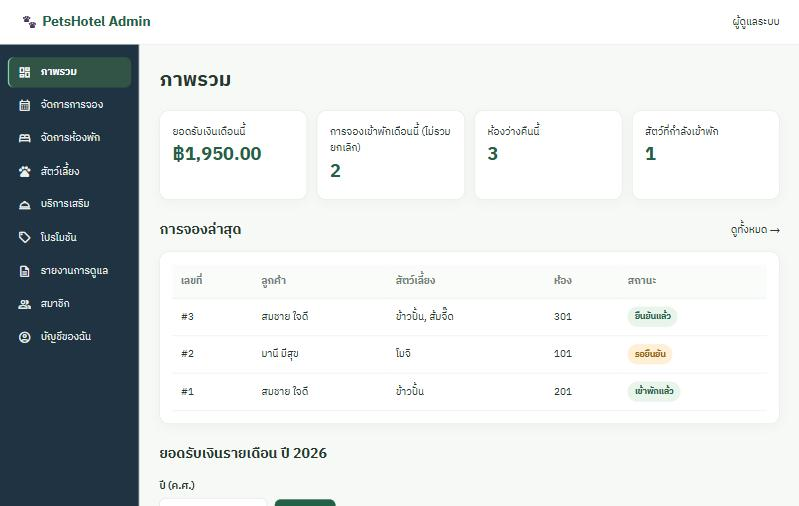 PetsHotel Admin
ผู้ดูแลระบบ
ภาพรวม
จัดการการจอง
จัดการห้องพัก
สัตว์เลี้ยง
บริการเสริม
โปรโมชัน
รายงานการดูแล
สมาชิก
บัญชีของฉัน
ภาพรวม
ยอดรับเงินเดือนนี้
฿1,950.00
การจองเข้าพักเดือนนี้ (ไม่รวม
ยกเลิก)
2
ห้องว่างคืนนี้
3
สัตว์ที่กำลังเข้าพัก
1
การจองล่าสุด
ดูทั้งหมด →
เลขที่ ลูกค้า สัตว์เลี้ยง ห้อง สถานะ
#3 สมชาย ใจดี ข้าวปั้น, ส้มจี๊ด 301 ยืนยันแล้ว
#2 มานี มีสุข โมจิ 101 รอยืนยัน
#1 สมชาย ใจดี ข้าวปั้น 201 เข้าพักแล้ว
ยอดรับเงินรายเดือน ปี 2026
ปี (ค.ศ.)